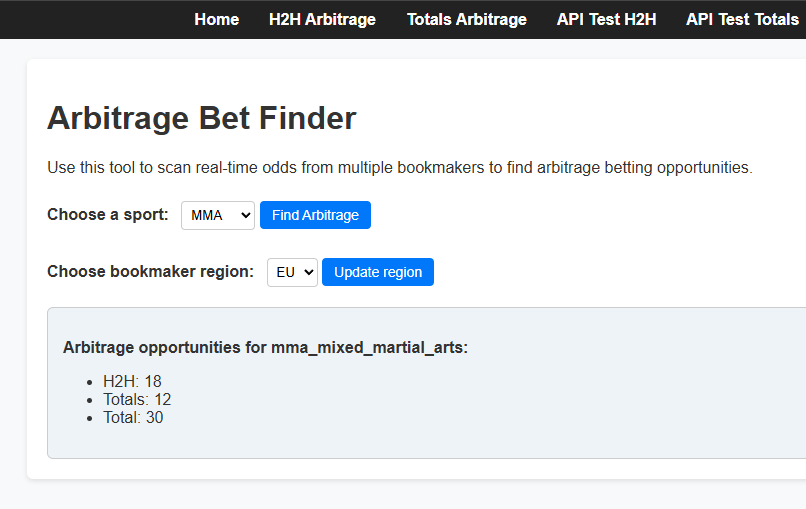 Home H2H Arbitrage Totals Arbitrage API Test H2H API Test Totals
Arbitrage Bet Finder
Use this tool to scan real-time odds from multiple bookmakers to find arbitrage betting opportunities.
Choose a sport: MMA Find Arbitrage
Choose bookmaker region: EU Update region
Arbitrage opportunities for mma_mixed_martial_arts:
• H2H: 18
• Totals: 12
• Total: 30